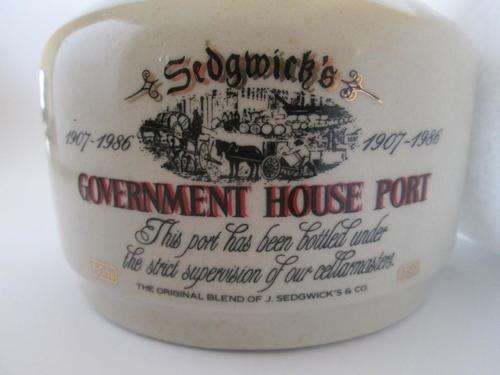 Sedgwick's
1907-1986 1907-1986
GOVERNMENT HOUSE PORT
This port has been bottled under
the strict supervision of our cellarmasters.
THE ORIGINAL BLEND OF J. SEDGWICK'S & CO